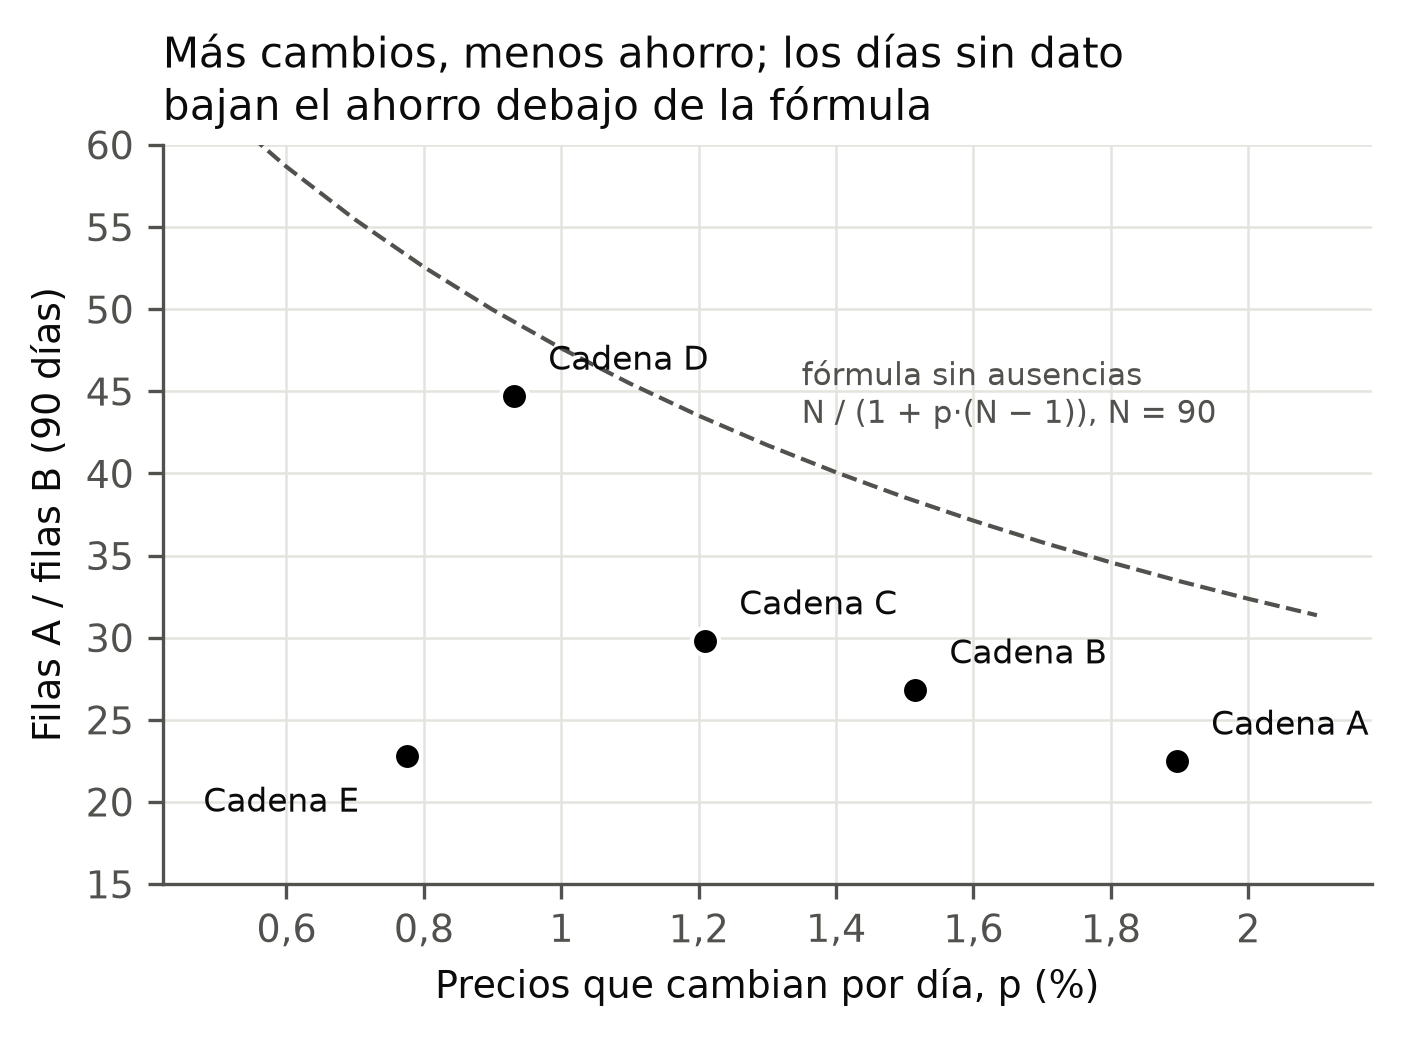 Más cambios, menos ahorro; los días sin dato
bajan el ahorro debajo de la fórmula
Filas A / filas B (90 días)
60
55
50
45
40
35
30
25
20
15
Cadena D
fórmula sin ausencias
N / (1 + p·(N − 1)), N = 90
Cadena C
Cadena B
Cadena A
Cadena E
0,6
0,8
1
1,2
1,4
1,6
1,8
2
Precios que cambian por día, p (%)